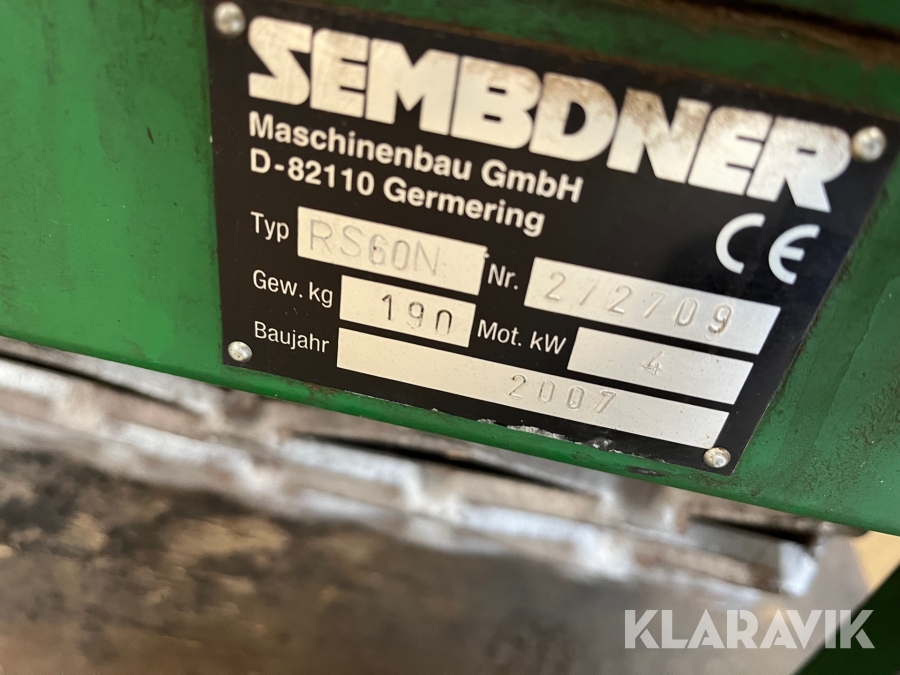 SEMBDNER
Maschinenbau GmbH
D-82110 Germering
CE
Typ RS60N Nr. 272709
Gew. kg 190 Mot. kW 4
Baujahr 2007
KLARAVIK